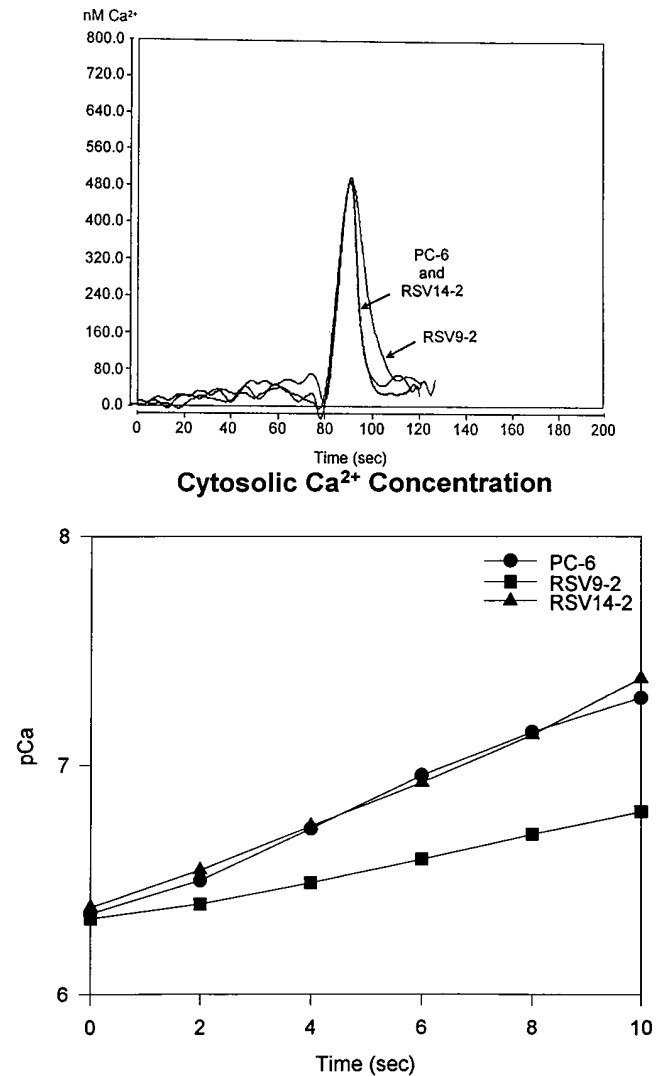 nM Ca²⁺
800.0
720.0
640.0
560.0
480.0
400.0
320.0
240.0
160.0
80.0
0.0
PC-6
and
RSV14-2
RSV9-2
0 20 40 60 80 100 120 140 160 180 200
Time (sec)
Cytosolic Ca²⁺ Concentration
8
7
6
pCa
PC-6
RSV9-2
RSV14-2
0 2 4 6 8 10
Time (sec)